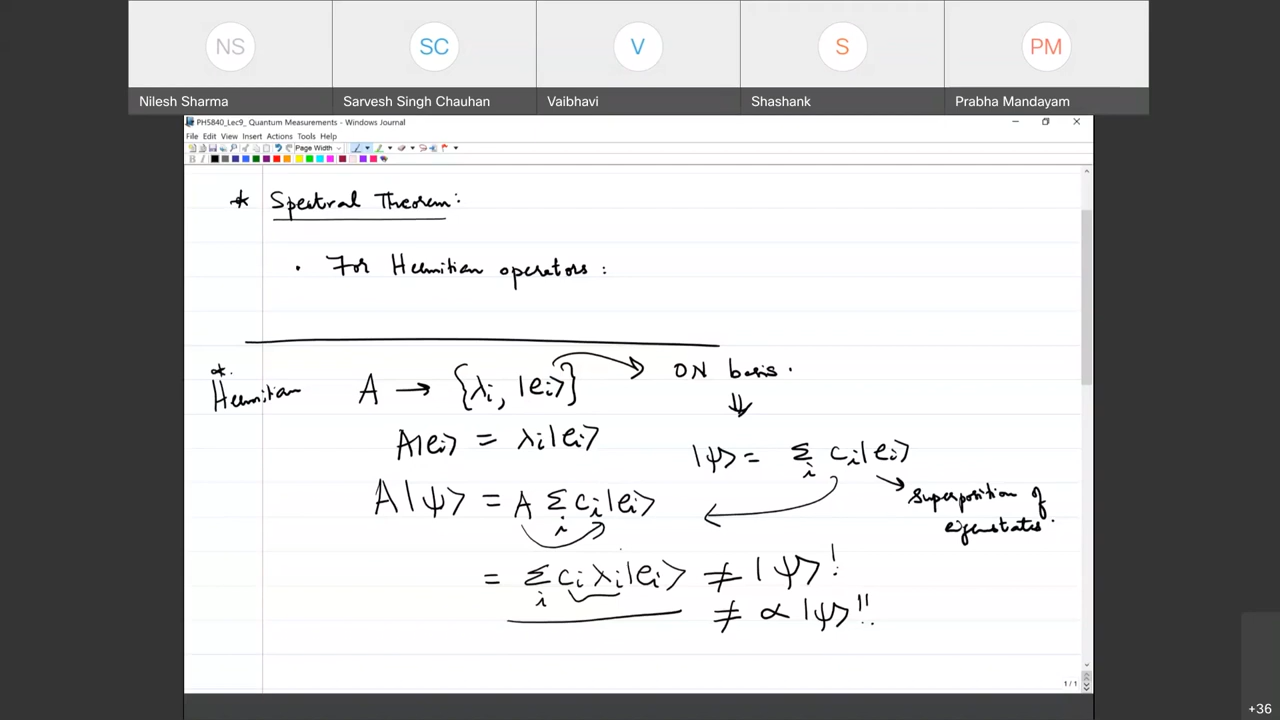 NS
SC
V
S
PM
Nilesh Sharma
Sarvesh Singh Chauhan
Vaibhavi
Shashank
Prabha Mandayam
PH5840_Lec9_ Quantum Measurements - Windows Journal
File Edit View Insert Actions Tools Help
Page Width
B I
* Spectral Theorem:
· For Hermitian operators :
* Hermitian A → {λi, |ei⟩} → ON basis.
⇓
A|ei⟩ = λi|ei⟩
|ψ⟩ = Σi ci|ei⟩
→ superposition of
eigenstates.
A|ψ⟩ = A Σi ci|ei⟩
= Σi ci λi|ei⟩ ≠ |ψ⟩!
≠ α|ψ⟩!!
1 / 1
+36